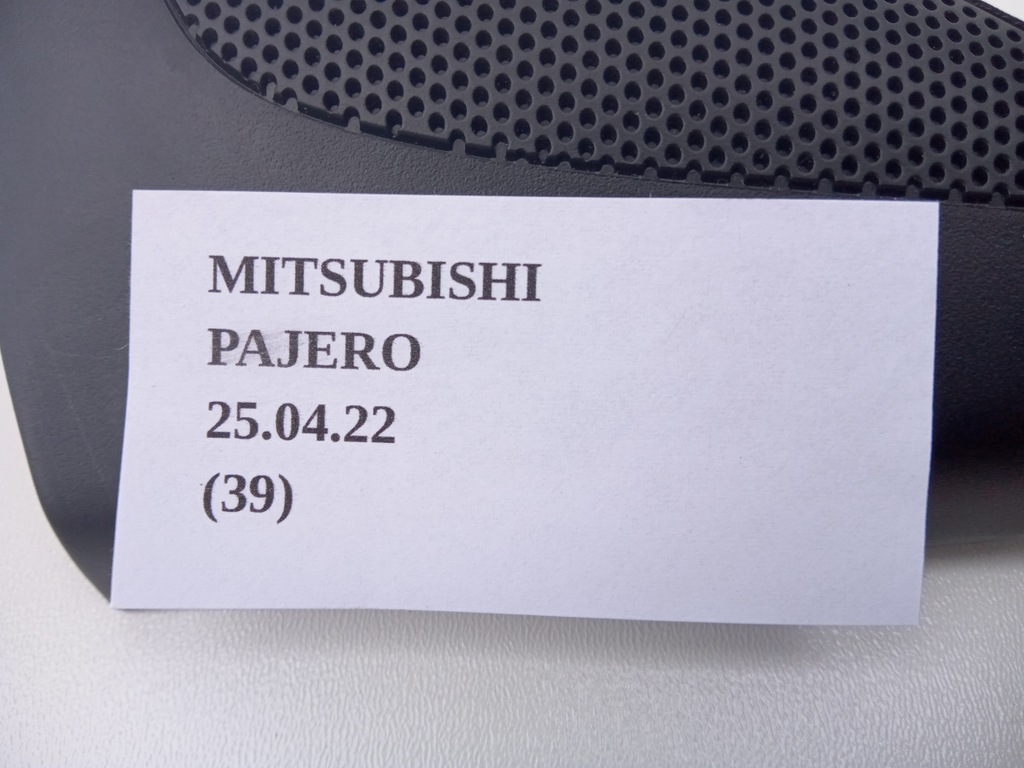 MITSUBISHI
PAJERO
25.04.22
(39)